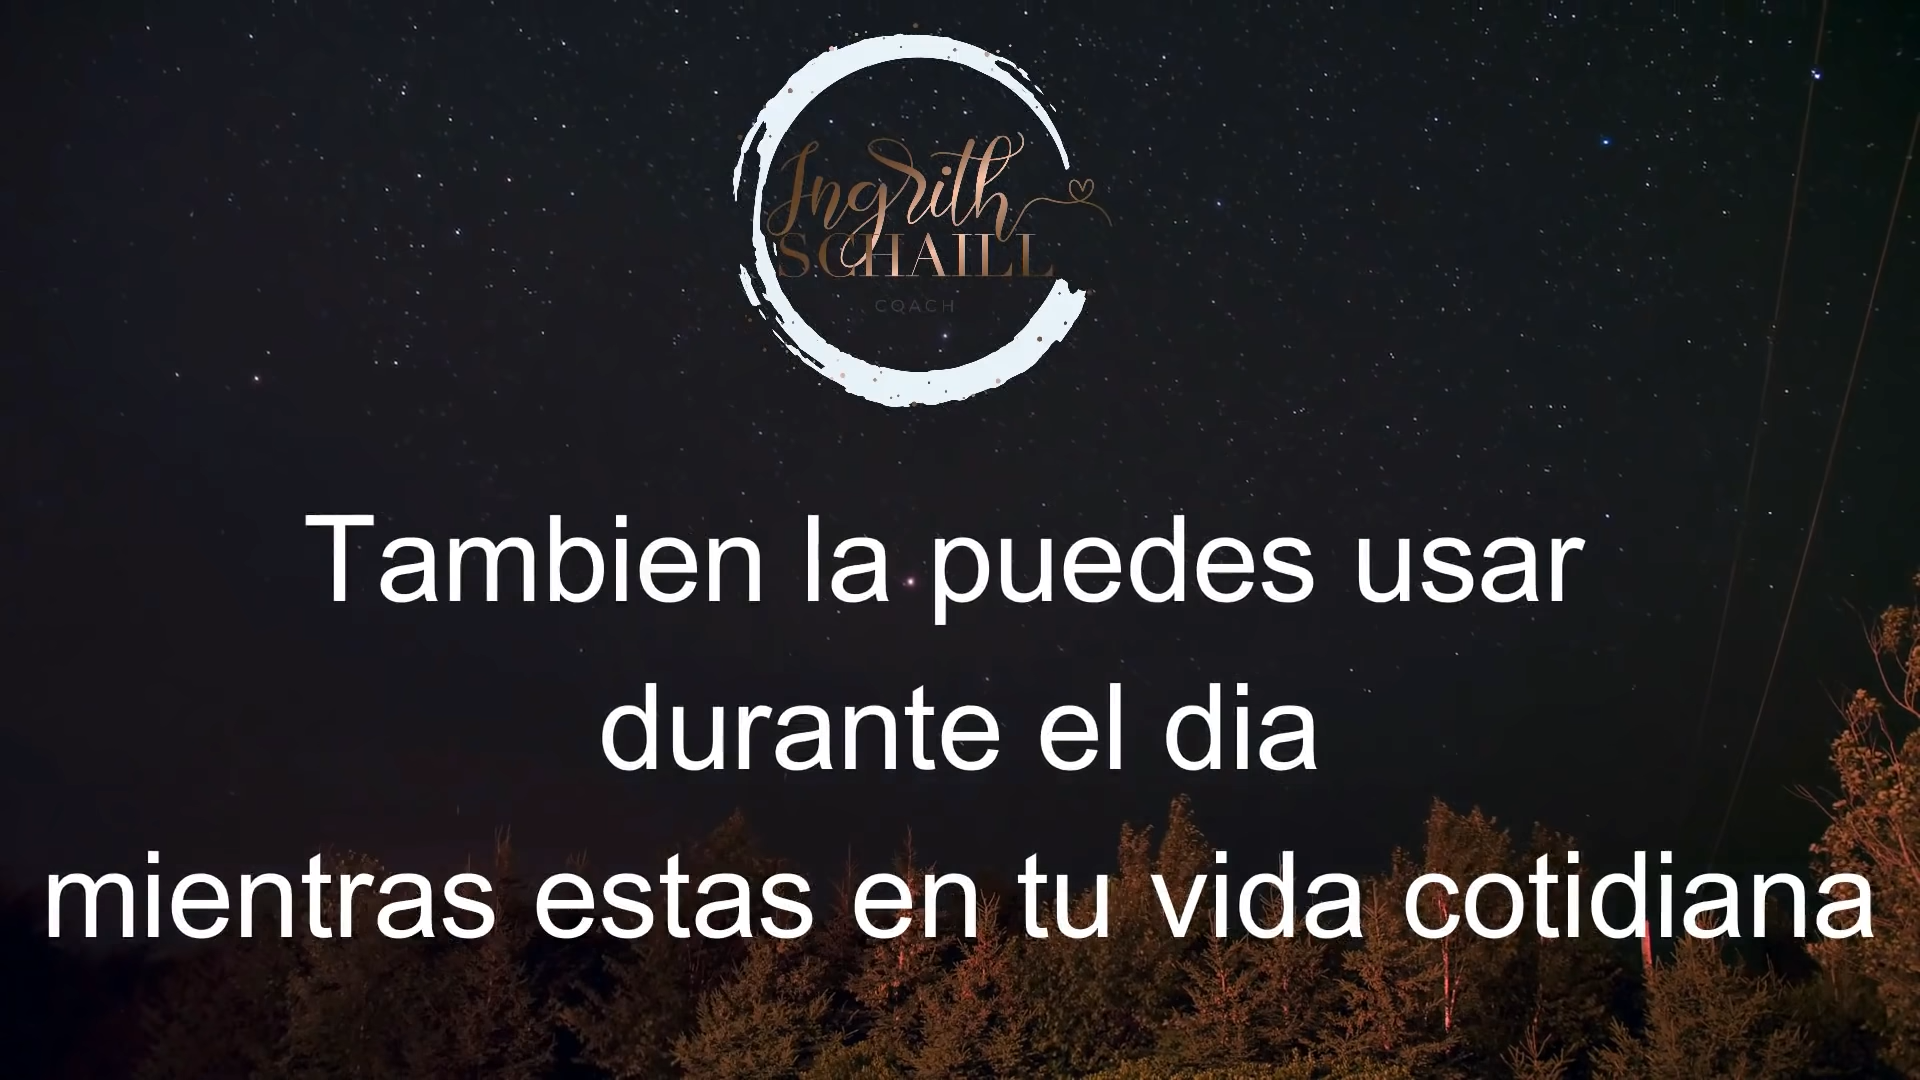 Ingrith
SCHAILL
COACH
Tambien la puedes usar
durante el dia
mientras estas en tu vida cotidiana